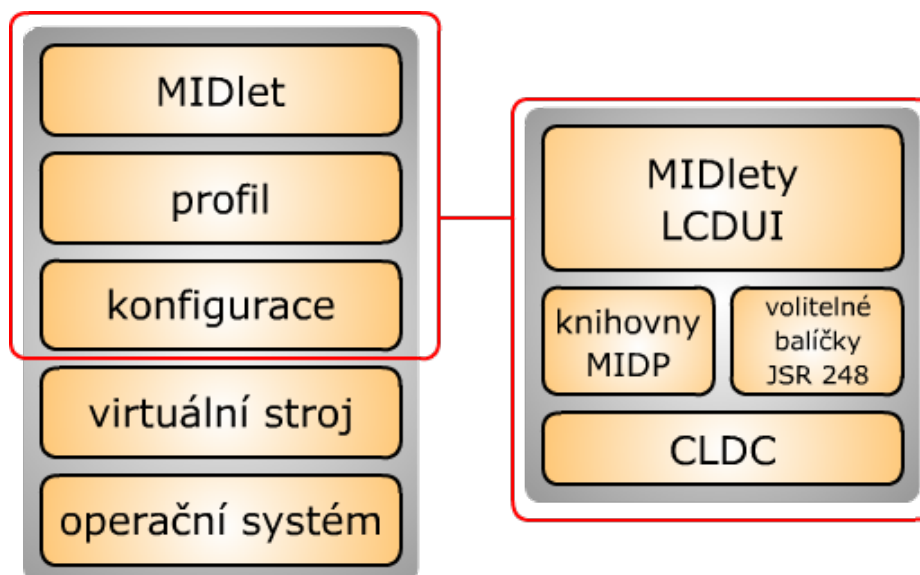 MIDlet
profil
konfigurace
virtuální stroj
operační systém
MIDlety
LCDUI
knihovny
MIDP
volitelné
balíčky
JSR 248
CLDC